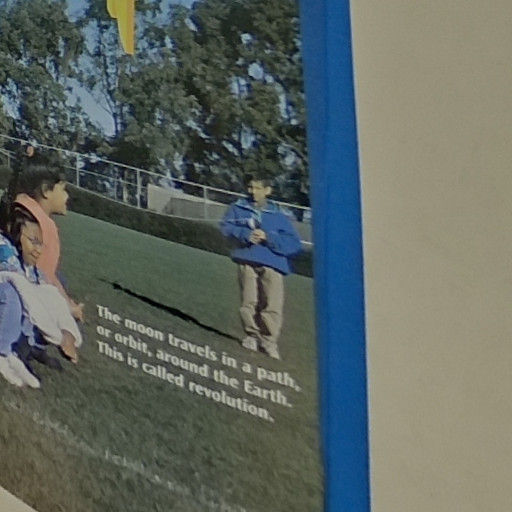 The moon travels in a path,
or orbit, around the Earth.
This is called revolution.